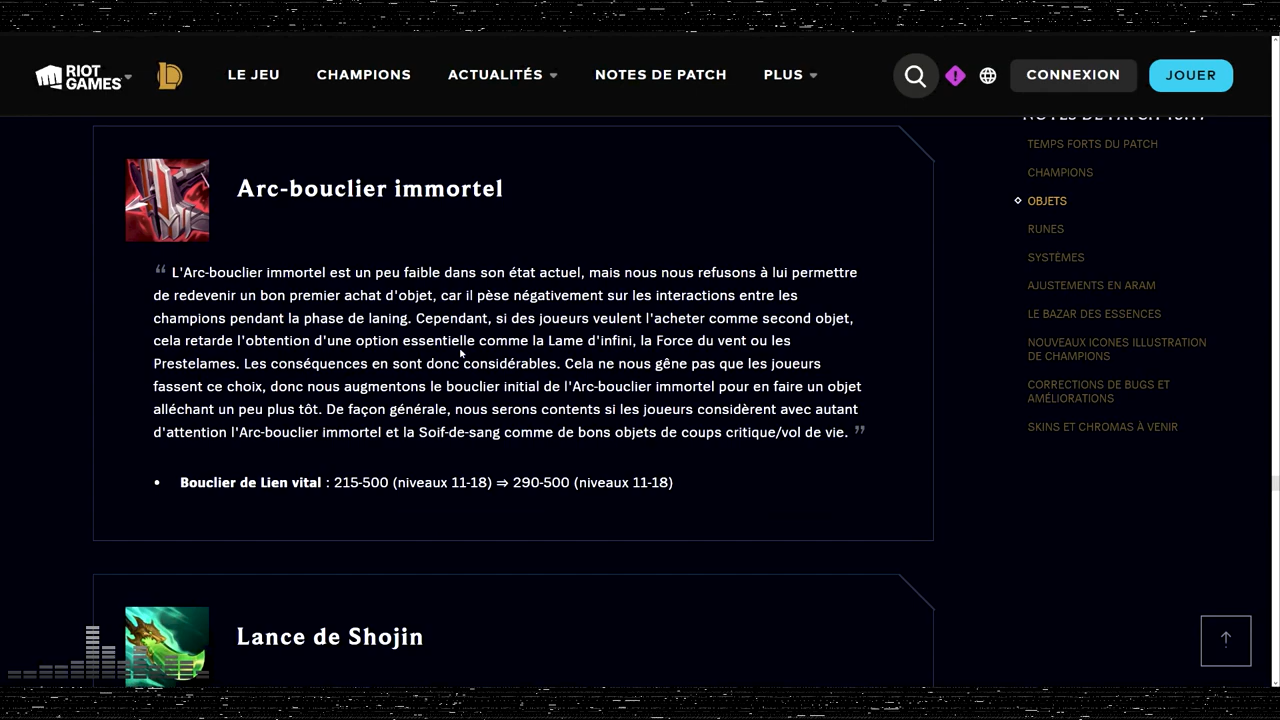 RIOT GAMES
LE JEU
CHAMPIONS
ACTUALITÉS
NOTES DE PATCH
PLUS
CONNEXION
JOUER
Arc-bouclier immortel
“ L'Arc-bouclier immortel est un peu faible dans son état actuel, mais nous nous refusons à lui permettre
de redevenir un bon premier achat d'objet, car il pèse négativement sur les interactions entre les
champions pendant la phase de laning. Cependant, si des joueurs veulent l'acheter comme second objet,
cela retarde l'obtention d'une option essentielle comme la Lame d'infini, la Force du vent ou les
Prestelames. Les conséquences en sont donc considérables. Cela ne nous gêne pas que les joueurs
fassent ce choix, donc nous augmentons le bouclier initial de l'Arc-bouclier immortel pour en faire un objet
alléchant un peu plus tôt. De façon générale, nous serons contents si les joueurs considèrent avec autant
d'attention l'Arc-bouclier immortel et la Soif-de-sang comme de bons objets de coups critique/vol de vie. ”
• Bouclier de Lien vital : 215-500 (niveaux 11-18) ⇒ 290-500 (niveaux 11-18)
Lance de Shojin
TEMPS FORTS DU PATCH
CHAMPIONS
OBJETS
RUNES
SYSTÈMES
AJUSTEMENTS EN ARAM
LE BAZAR DES ESSENCES
NOUVEAUX ICONES ILLUSTRATION
DE CHAMPIONS
CORRECTIONS DE BUGS ET
AMÉLIORATIONS
SKINS ET CHROMAS À VENIR